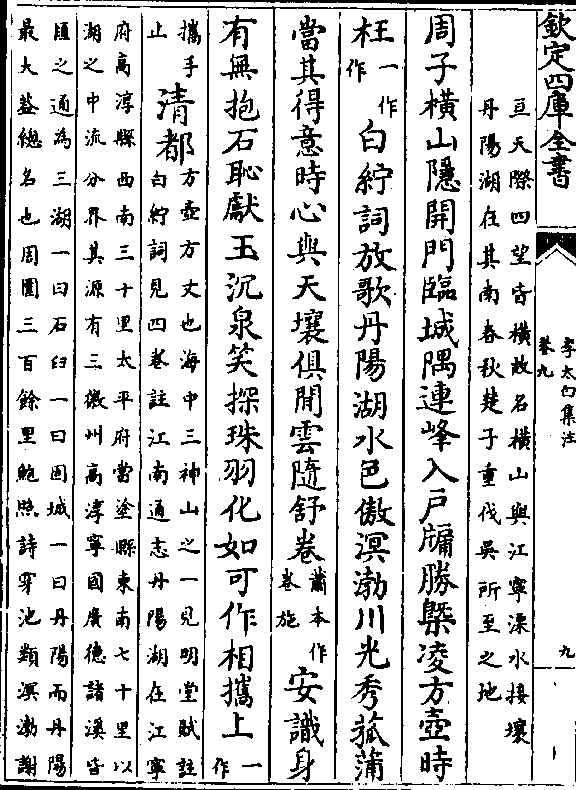 欽定四庫全書
李太白集注
卷九
九
亘天際四望皆橫故名橫山與江寧溧水接壤
丹陽湖在其南春秋楚子重伐吳所至之地
周子橫山隱開門臨城隅連峰入戶牖勝槩凌方壺時
枉一作作白紵詞放歌丹陽湖水色傲溟渤川光秀菰蒲
當其得意時心與天壤俱閒雲隨舒卷蕭本作卷施安識身
有無抱石恥獻玉沉泉笑探珠羽化如可作相攜上一作
攜手止清都方壺方丈也海中三神山之一見明堂賦註
白紵詞見四卷註江南通志丹陽湖在江寧
府高淳縣西南三十里太平府當塗縣東南七十里以
湖之中流分界其源有三徽州高淳寧國廣德諸溪皆
匯之通為三湖一曰石臼一曰固城一曰丹陽而丹陽
最大葢總名也周圍三百餘里鮑照詩穿池類溟渤謝